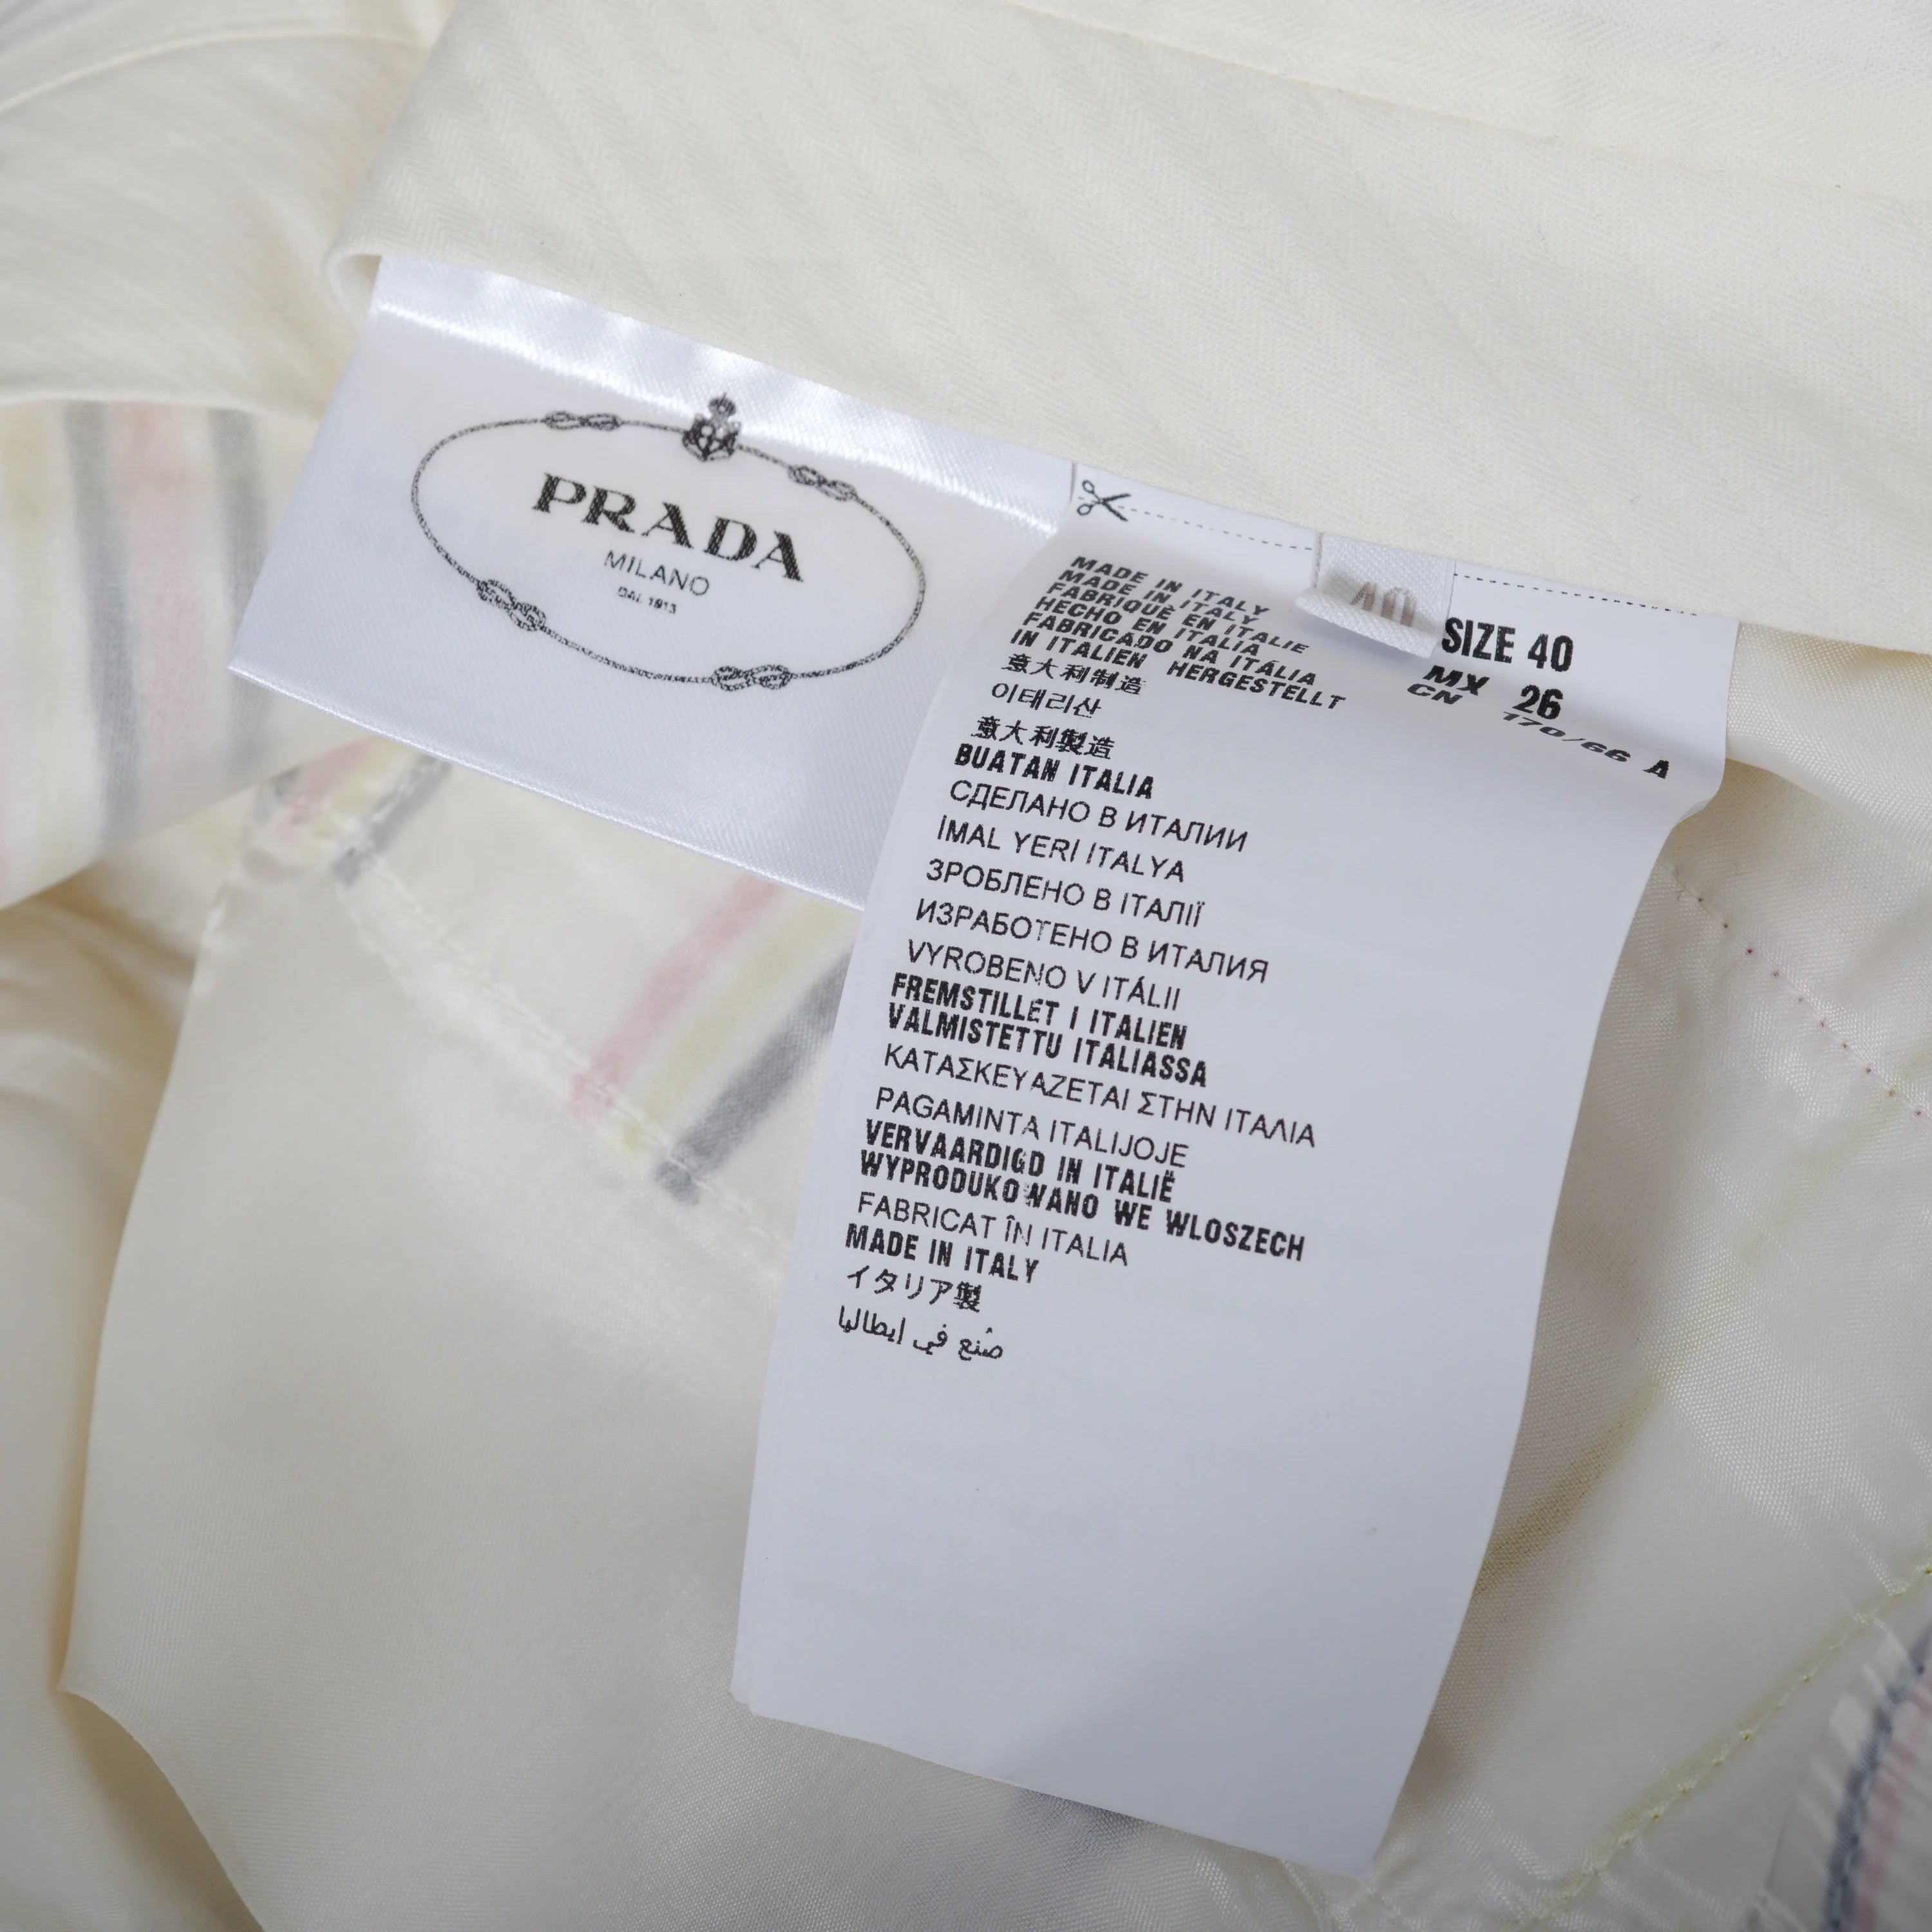 PRADA
MILANO
DAL 1913
40
SIZE 40
MX 26
CN 170/66 A
MADE IN ITALY
MADE IN ITALY
FABRIQUÈ EN ITALIE
HECHO EN ITALIA
FABRICADO NA ITÁLIA
IN ITALIEN HERGESTELLT
意大利制造
이태리산
意大利製造
BUATAN ITALIA
СДЕЛАНО В ИТАЛИИ
İMAL YERI ITALYA
ЗРОБЛЕНО В ІТАЛІЇ
ИЗРАБОТЕНО В ИТАЛИЯ
VYROBENO V ITÁLII
FREMSTILLET I ITALIEN
VALMISTETTU ITALIASSA
ΚΑΤΑΣΚΕΥΑΖΕΤΑΙ ΣΤΗΝ ΙΤΑΛΙΑ
PAGAMINTA ITALIJOJE
VERVAARDIGD IN ITALIË
WYPRODUKOWANO WE WLOSZECH
FABRICAT ÎN ITALIA
MADE IN ITALY
イタリア製
صُنع في إيطاليا